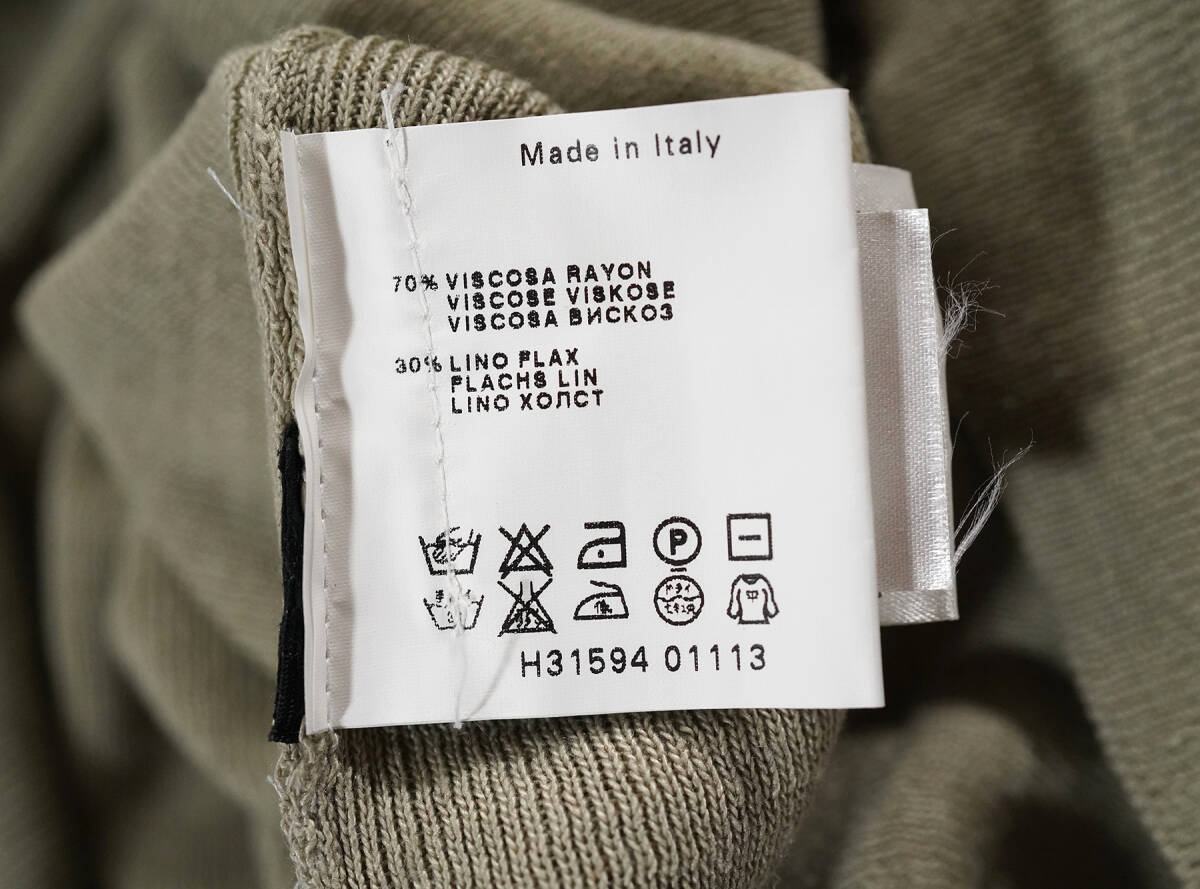 Made in Italy
70% VISCOSA RAYON
VISCOSE VISKOSE
VISCOSA ВИСКОЗ
30% LINO FLAX
FLACHS LIN
LINO ХОЛСТ
P
中
H31594 01113